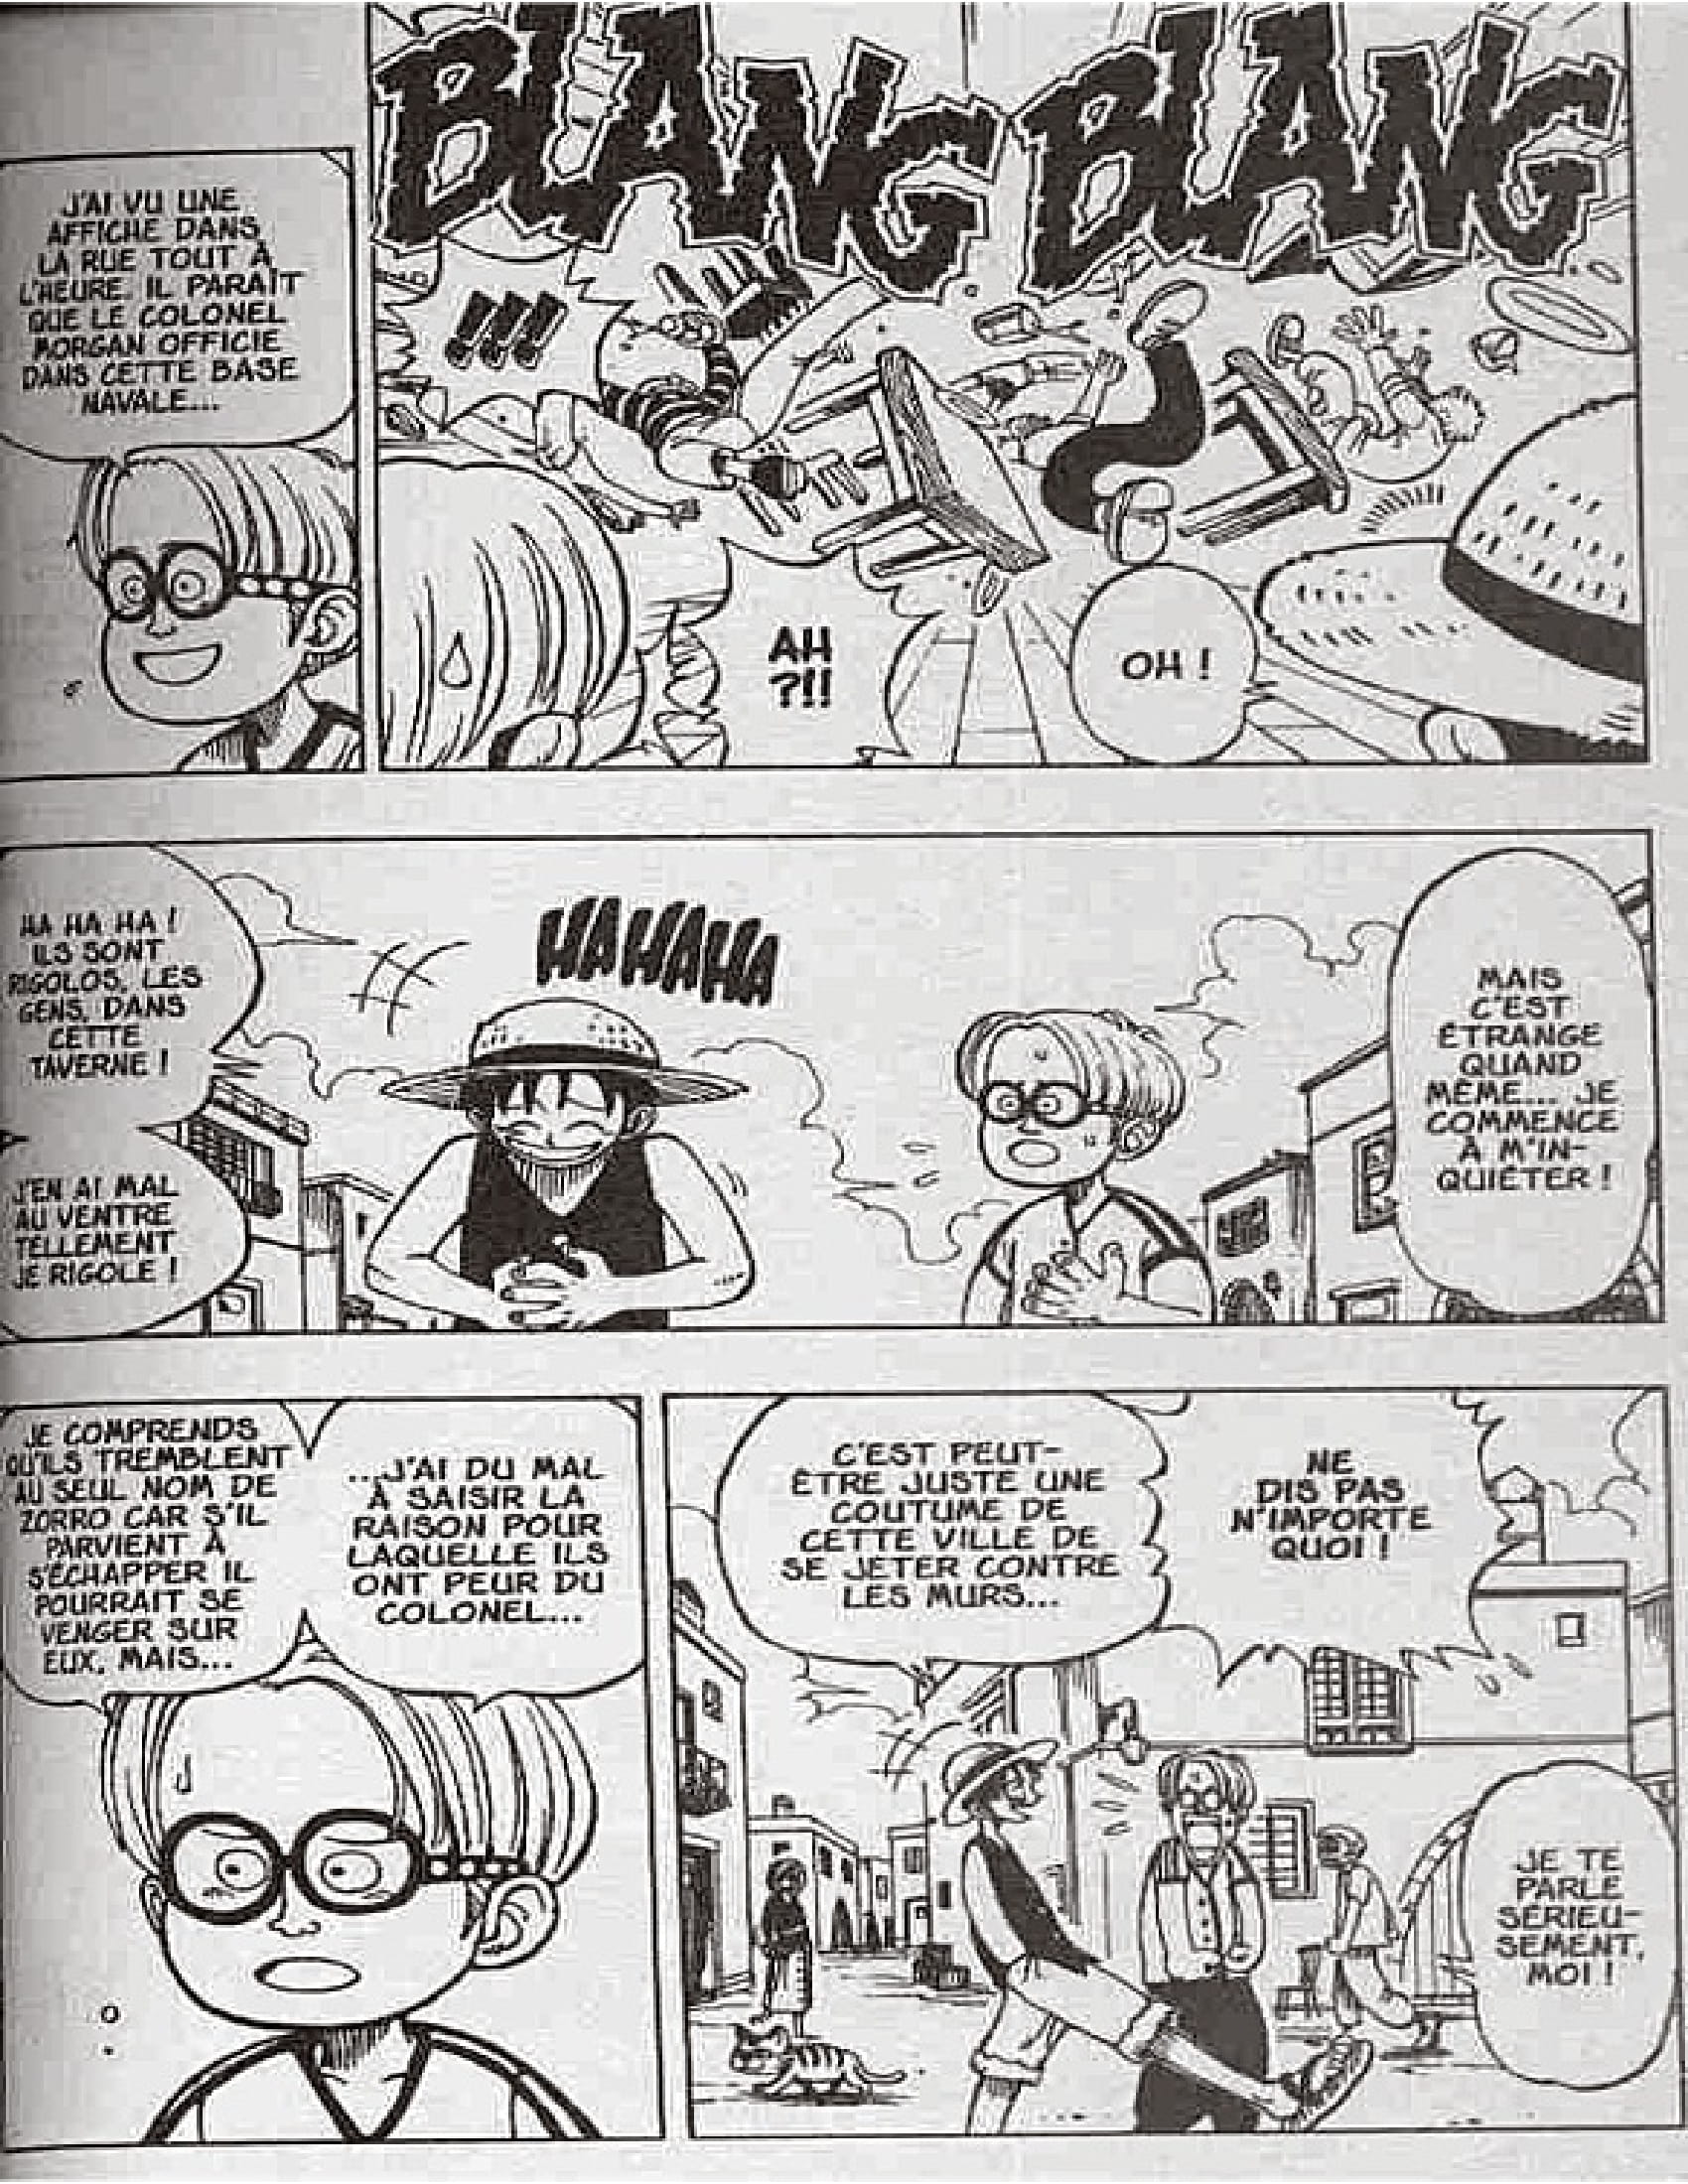 J'AI VU UNE
AFFICHE DANS
LA RUE TOUT À
L'HEURE. IL PARAÎT
QUE LE COLONEL
MORGAN OFFICIE
DANS CETTE BASE
NAVALE...
BLANG BLANG
!!!
AH
?!!
OH !
HA HA HA !
ILS SONT
RIGOLOS, LES
GENS, DANS
CETTE
TAVERNE !
J'EN AI MAL
AU VENTRE
TELLEMENT
JE RIGOLE !
HAHAHA
MAIS
C'EST
ÉTRANGE
QUAND
MÊME... JE
COMMENCE
À M'IN-
QUIÉTER !
JE COMPRENDS
QU'ILS TREMBLENT
AU SEUL NOM DE
ZORRO CAR S'IL
PARVIENT À
S'ÉCHAPPER IL
POURRAIT SE
VENGER SUR
EUX, MAIS...
...J'AI DU MAL
À SAISIR LA
RAISON POUR
LAQUELLE ILS
ONT PEUR DU
COLONEL...
C'EST PEUT-
ÊTRE JUSTE UNE
COUTUME DE
CETTE VILLE DE
SE JETER CONTRE
LES MURS...
NE
DIS PAS
N'IMPORTE
QUOI !
JE TE
PARLE
SÉRIEU-
SEMENT,
MOI !